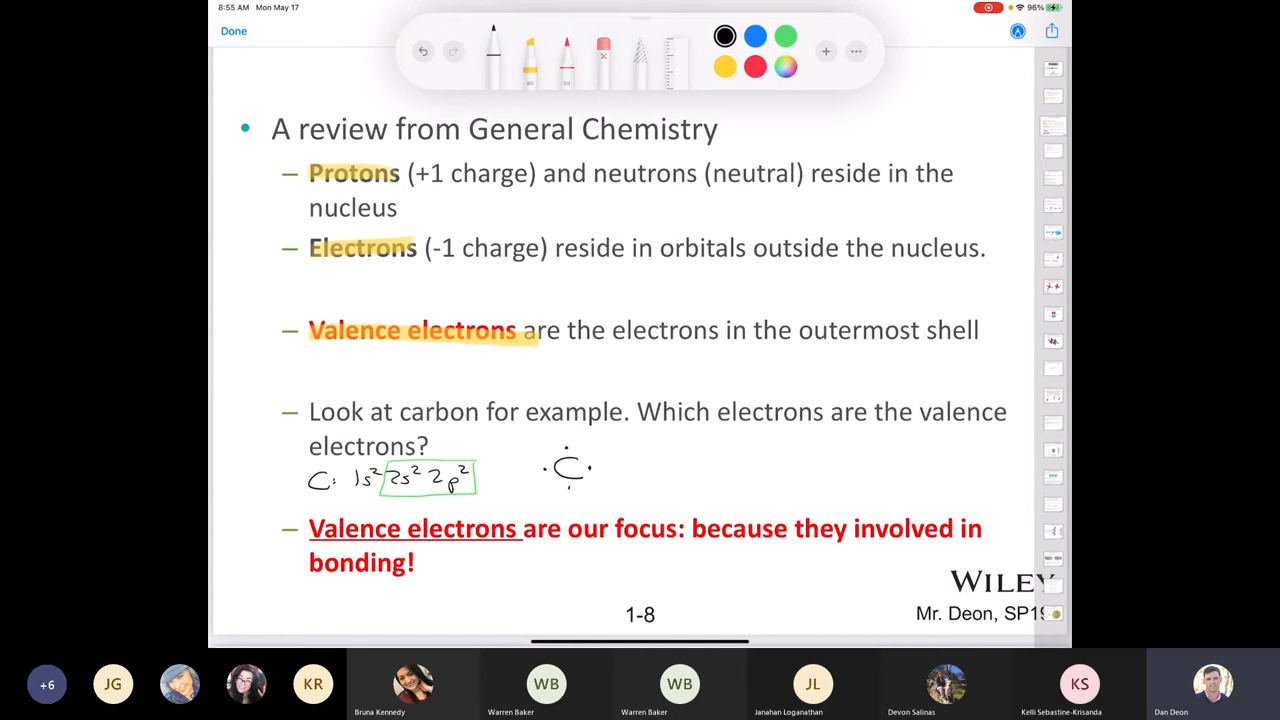 8:55 AM Mon May 17
96%
Done
A review from General Chemistry
– Protons (+1 charge) and neutrons (neutral) reside in the
nucleus
– Electrons (-1 charge) reside in orbitals outside the nucleus.
– Valence electrons are the electrons in the outermost shell
– Look at carbon for example. Which electrons are the valence
electrons?
C: 1s² 2s² 2p²
C
– Valence electrons are our focus: because they involved in
bonding!
WILEY
1-8
Mr. Deon, SP19
+6
JG
KR
Bruna Kennedy
WB
Warren Baker
WB
Warren Baker
JL
Janahan Loganathan
Devon Salinas
KS
Kelli Sebastine-Krisanda
Dan Deon